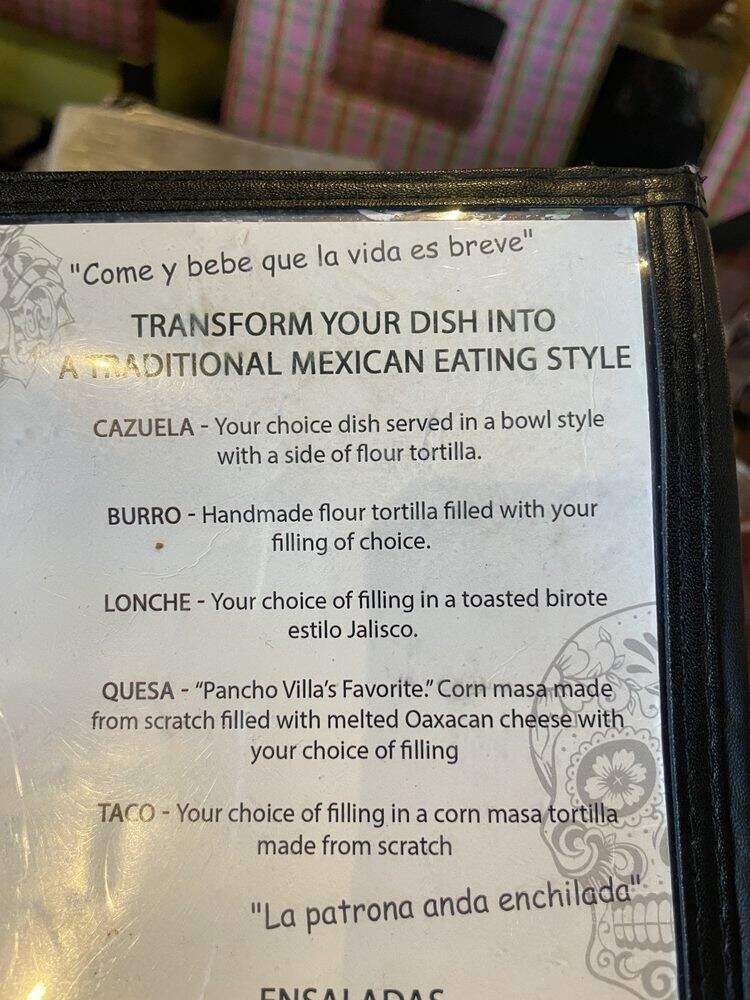 "Come y bebe que la vida es breve"
TRANSFORM YOUR DISH INTO
A TRADITIONAL MEXICAN EATING STYLE
CAZUELA - Your choice dish served in a bowl style
with a side of flour tortilla.
BURRO - Handmade flour tortilla filled with your
filling of choice.
LONCHE - Your choice of filling in a toasted birote
estilo Jalisco.
QUESA - “Pancho Villa’s Favorite.” Corn masa made
from scratch filled with melted Oaxacan cheese with
your choice of filling
TACO - Your choice of filling in a corn masa tortilla
made from scratch
"La patrona anda enchilada"
ENSALADAS